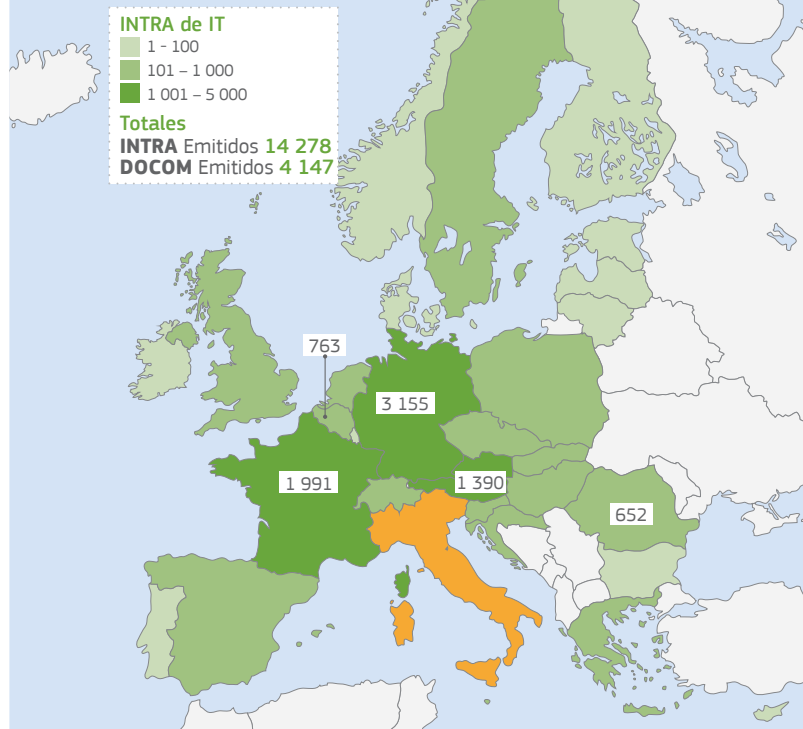 INTRA de IT
1 - 100
101 – 1 000
1 001 – 5 000
Totales
INTRA Emitidos 14 278
DOCOM Emitidos 4 147
763
3 155
1 991
1 390
652